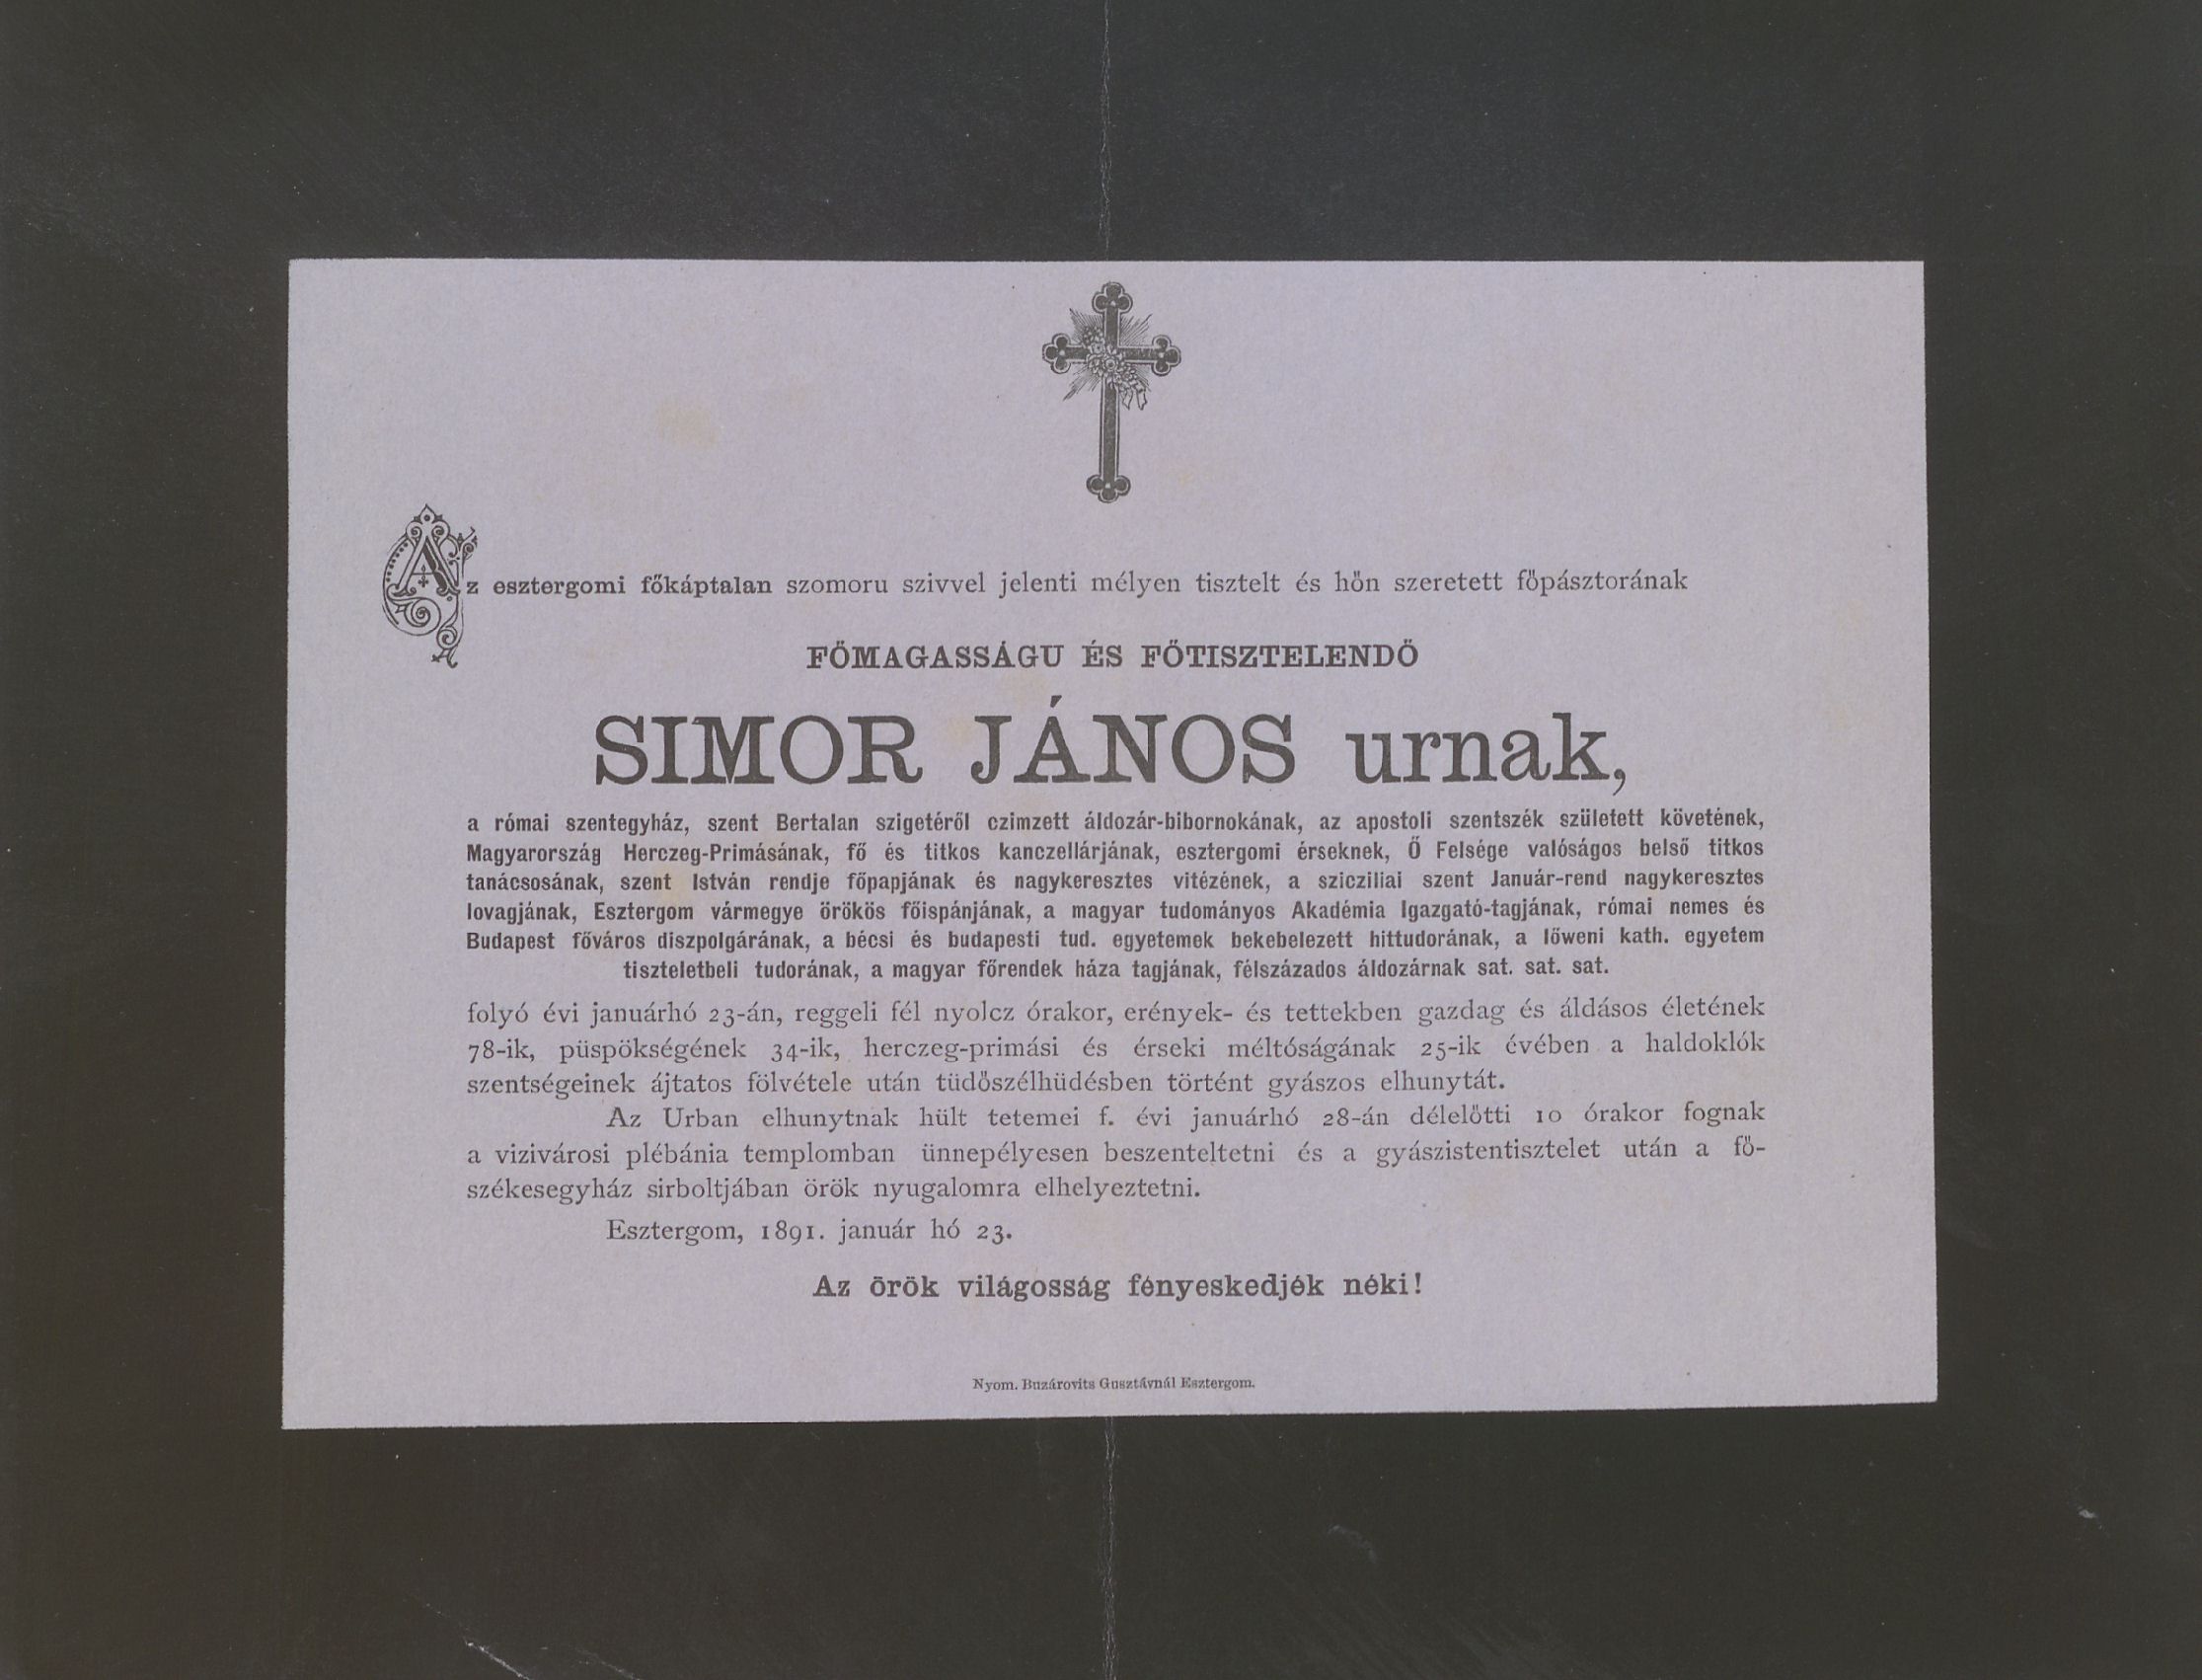 Az esztergomi főkáptalan szomoru szivvel jelenti mélyen tisztelt és hőn szeretett főpásztorának
FŐMAGASSÁGU ÉS FŐTISZTELENDŐ
SIMOR JÁNOS urnak,
a római szentegyház, szent Bertalan szigetéről czimzett áldozár-bibornokának, az apostoli szentszék született követének,
Magyarország Herczeg-Primásának, fő és titkos kanczellárjának, esztergomi érseknek, Ő Felsége valóságos belső titkos
tanácsosának, szent István rendje főpapjának és nagykeresztes vitézének, a szicziliai szent Január-rend nagykeresztes
lovagjának, Esztergom vármegye örökös főispánjának, a magyar tudományos Akadémia Igazgató-tagjának, római nemes és
Budapest főváros diszpolgárának, a bécsi és budapesti tud. egyetemek bekebelezett hittudorának, a lőweni kath. egyetem
tiszteletbeli tudorának, a magyar főrendek háza tagjának, félszázados áldozárnak sat. sat. sat.
folyó évi januárhó 23-án, reggeli fél nyolcz órakor, erények- és tettekben gazdag és áldásos életének
78-ik, püspökségének 34-ik, herczeg-primási és érseki méltóságának 25-ik évében a haldoklók
szentségeinek ájtatos fölvétele után tüdőszélhüdésben történt gyászos elhunytát.
Az Urban elhunytnak hült tetemei f. évi januárhó 28-án délelőtti 10 órakor fognak
a vizivárosi plébánia templomban ünnepélyesen beszenteltetni és a gyászistentisztelet után a fő-
székesegyház sirboltjában örök nyugalomra elhelyeztetni.
Esztergom, 1891. január hó 23.
Az örök világosság fényeskedjék néki!
Nyom. Buzárovits Gusztávnál Esztergom.